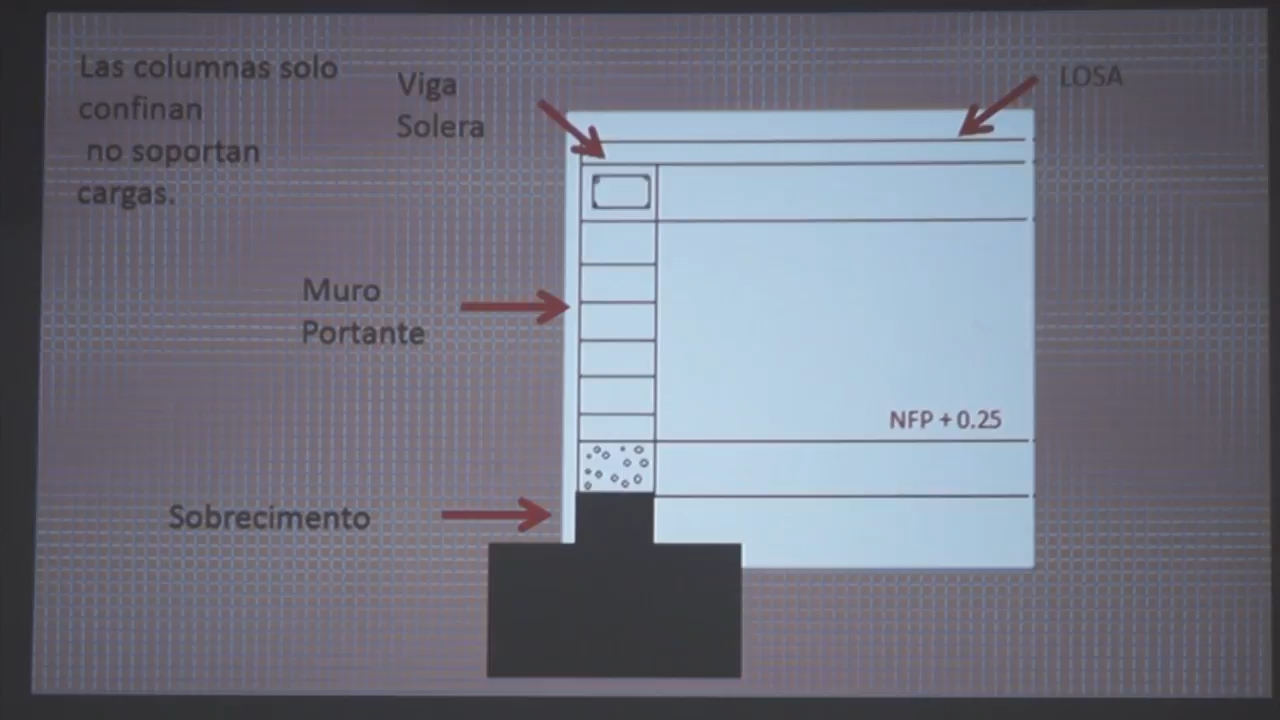 Las columnas solo
confinan
no soportan
cargas.
Viga
Solera
LOSA
Muro
Portante
NFP + 0.25
Sobrecimento